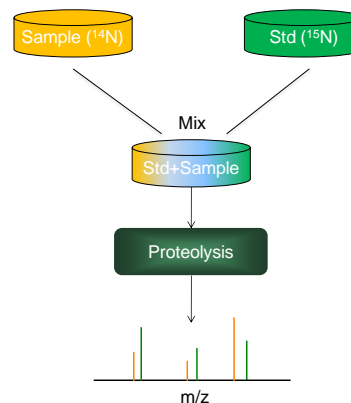 Sample (¹⁴N)
Std (¹⁵N)
Mix
Std+Sample
Proteolysis
m/z